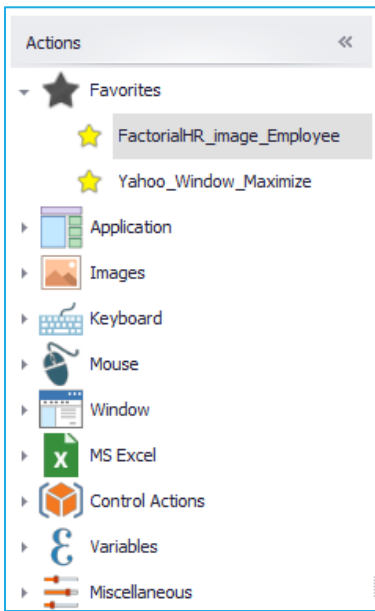 Actions
Favorites
FactorialHR_image_Employee
Yahoo_Window_Maximize
Application
Images
Keyboard
Mouse
Window
MS Excel
Control Actions
Variables
Miscellaneous